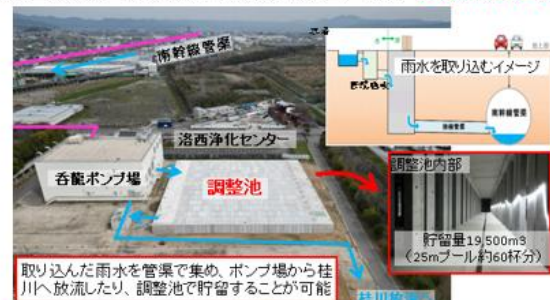 南幹線管渠
雨水を取り込むイメージ
洛西浄化センター
呑龍ポンプ場
調整池
調整池内部
貯留量19,500m3
(25mプール約60杯分)
取り込んだ雨水を管渠で集め、ポンプ場から桂
川へ放流したり、調整池で貯留することが可能